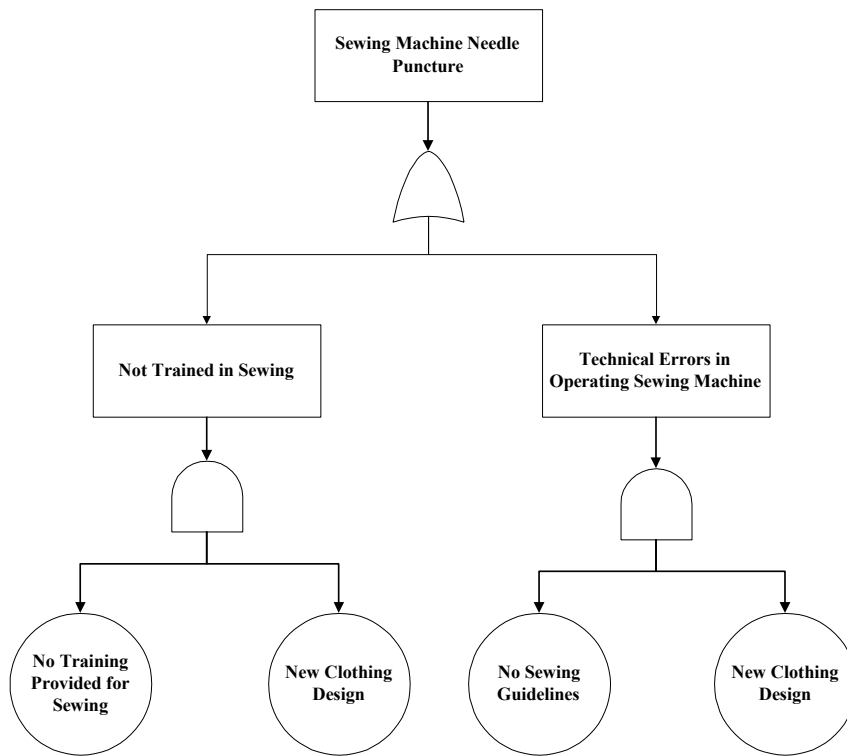 Sewing Machine Needle
Puncture
Not Trained in Sewing
Technical Errors in
Operating Sewing Machine
No Training
Provided for
Sewing
New Clothing
Design
No Sewing
Guidelines
New Clothing
Design